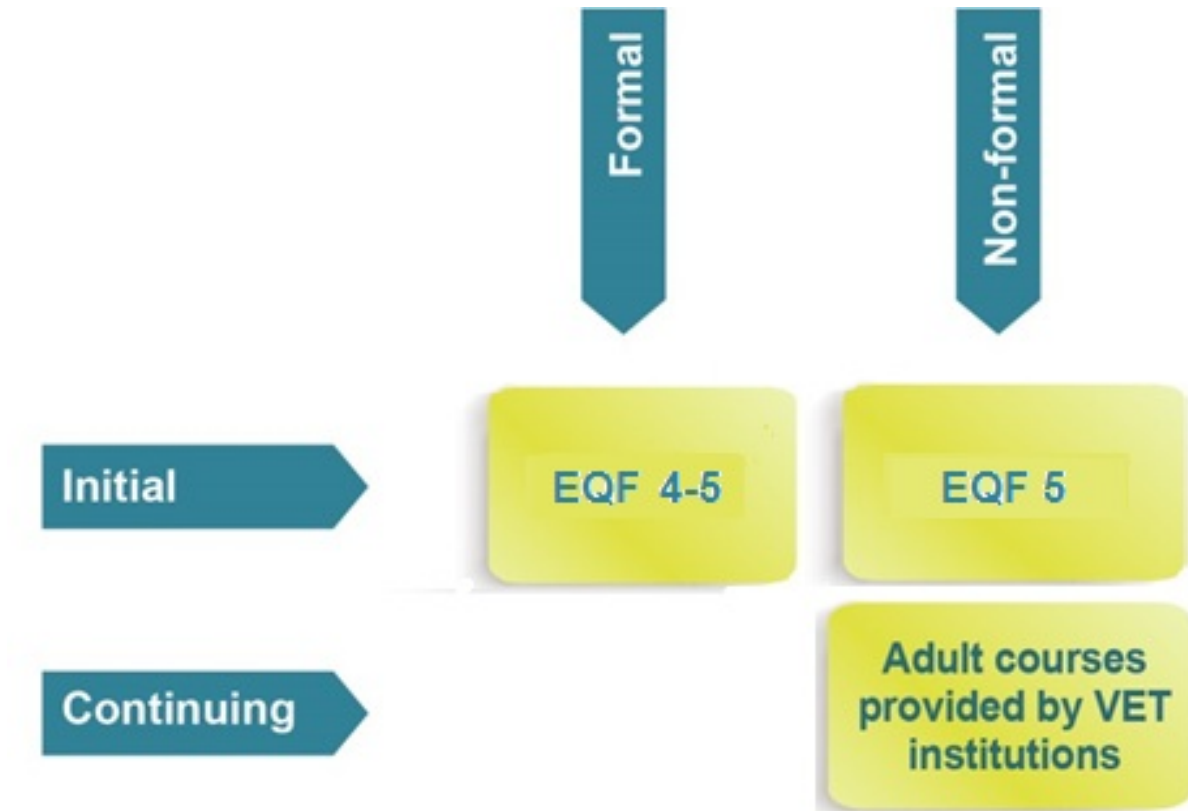 Formal
Non-formal
Initial
EQF 4-5
EQF 5
Continuing
Adult courses
provided by VET
institutions